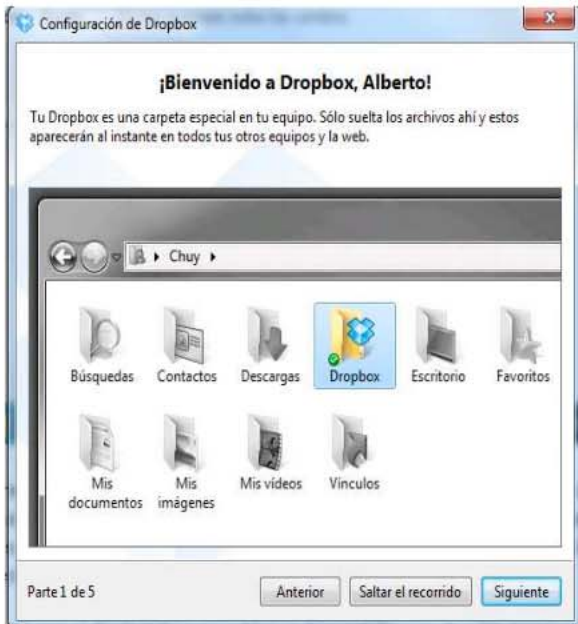 Configuración de Dropbox
¡Bienvenido a Dropbox, Alberto!
Tu Dropbox es una carpeta especial en tu equipo. Sólo suelta los archivos ahí y estos
aparecerán al instante en todos tus otros equipos y la web.
Chuy
Búsquedas Contactos Descargas Dropbox Escritorio Favoritos
Mis documentos Mis imágenes Mis vídeos Vínculos
Parte 1 de 5 Anterior Saltar el recorrido Siguiente